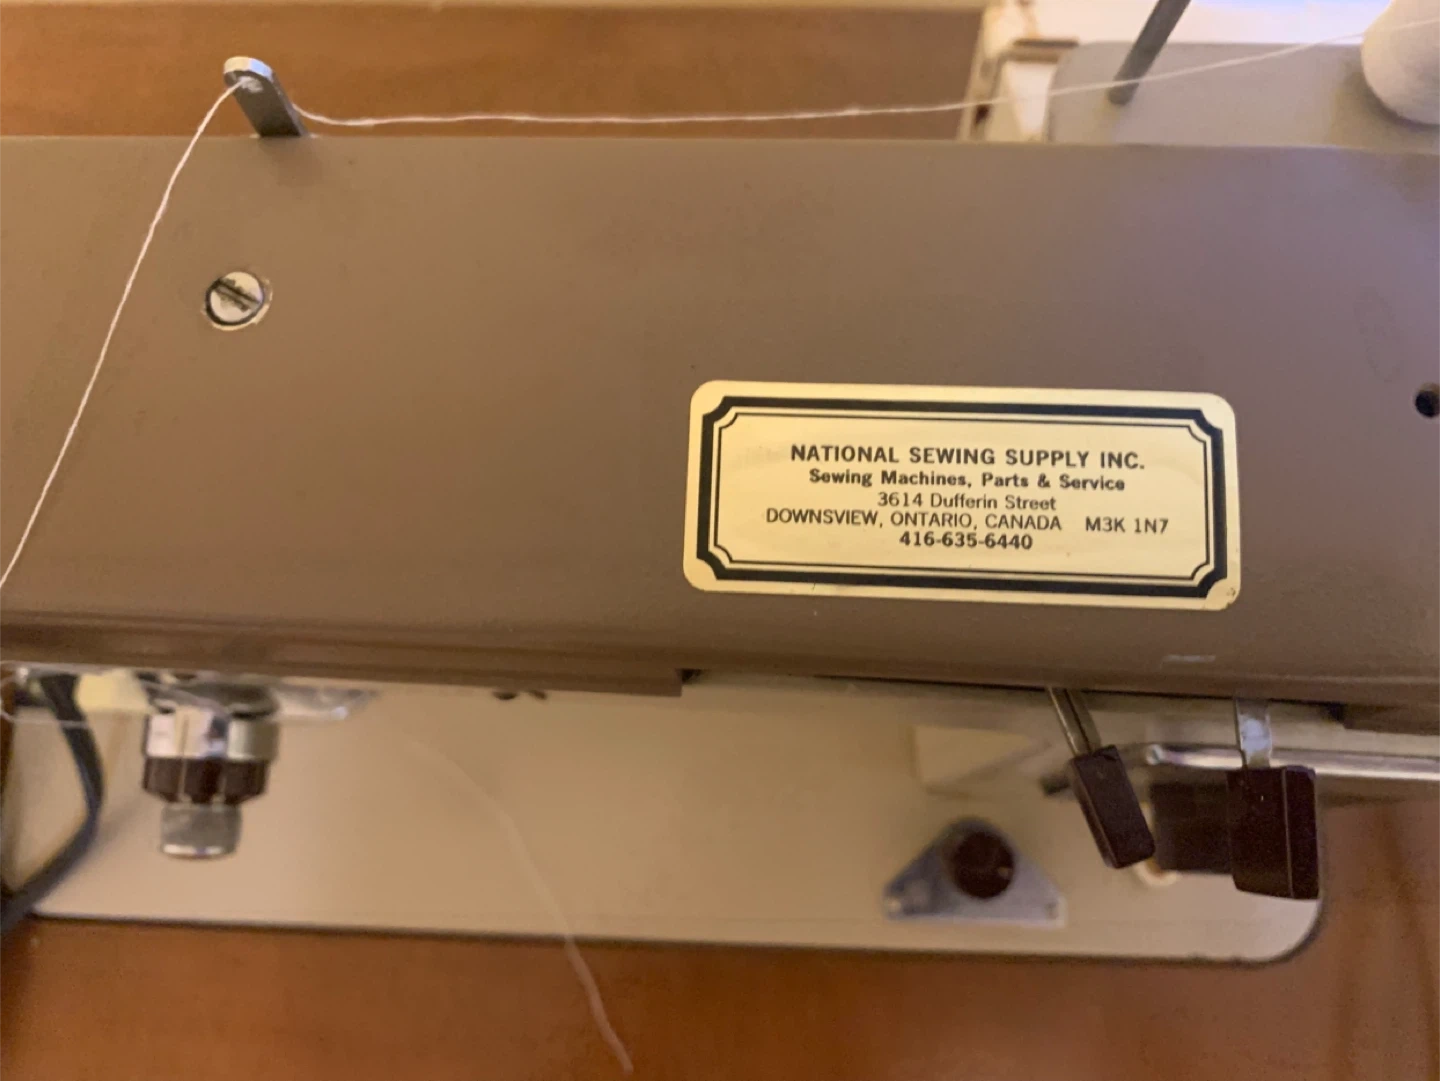 NATIONAL SEWING SUPPLY INC.
Sewing Machines, Parts & Service
3614 Dufferin Street
DOWNSVIEW, ONTARIO, CANADA M3K 1N7
416-635-6440